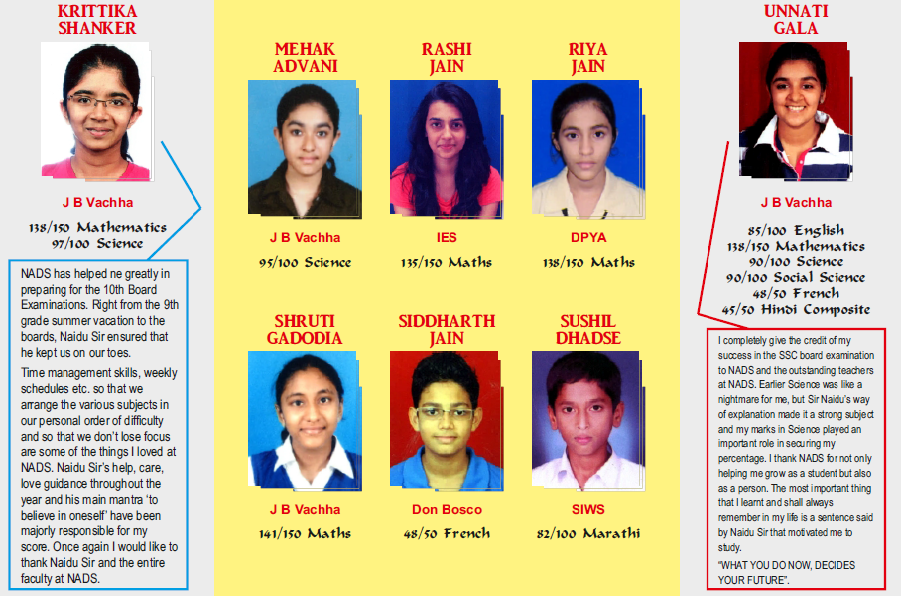 KRITTIKA
SHANKER
J B Vachha
138/150 Mathematics
97/100 Science
NADS has helped ne greatly in
preparing for the 10th Board
Examinations. Right from the 9th
grade summer vacation to the
boards, Naidu Sir ensured that
he kept us on our toes.
Time management skills, weekly
schedules etc. so that we
arrange the various subjects in
our personal order of difficulty
and so that we don't lose focus
are some of the things I loved at
NADS. Naidu Sir's help, care,
love guidance throughout the
year and his main mantra 'to
believe in oneself' have been
majorly responsible for my
score. Once again I would like to
thank Naidu Sir and the entire
faculty at NADS.
MEHAK
ADVANI
J B Vachha
95/100 Science
RASHI
JAIN
IES
135/150 Maths
RIYA
JAIN
DPYA
138/150 Maths
SHRUTI
GADODIA
J B Vachha
141/150 Maths
SIDDHARTH
JAIN
Don Bosco
48/50 French
SUSHIL
DHADSE
SIWS
82/100 Marathi
UNNATI
GALA
J B Vachha
85/100 English
138/150 Mathematics
90/100 Science
90/100 Social Science
48/50 French
45/50 Hindi Composite
I completely give the credit of my
success in the SSC board examination
to NADS and the outstanding teachers
at NADS. Earlier Science was like a
nightmare for me, but Sir Naidu's way
of explanation made it a strong subject
and my marks in Science played an
important role in securing my
percentage. I thank NADS for not only
helping me grow as a student but also
as a person. The most important thing
that I learnt and shall always
remember in my life is a sentence said
by Naidu Sir that motivated me to
study.
"WHAT YOU DO NOW, DECIDES
YOUR FUTURE".